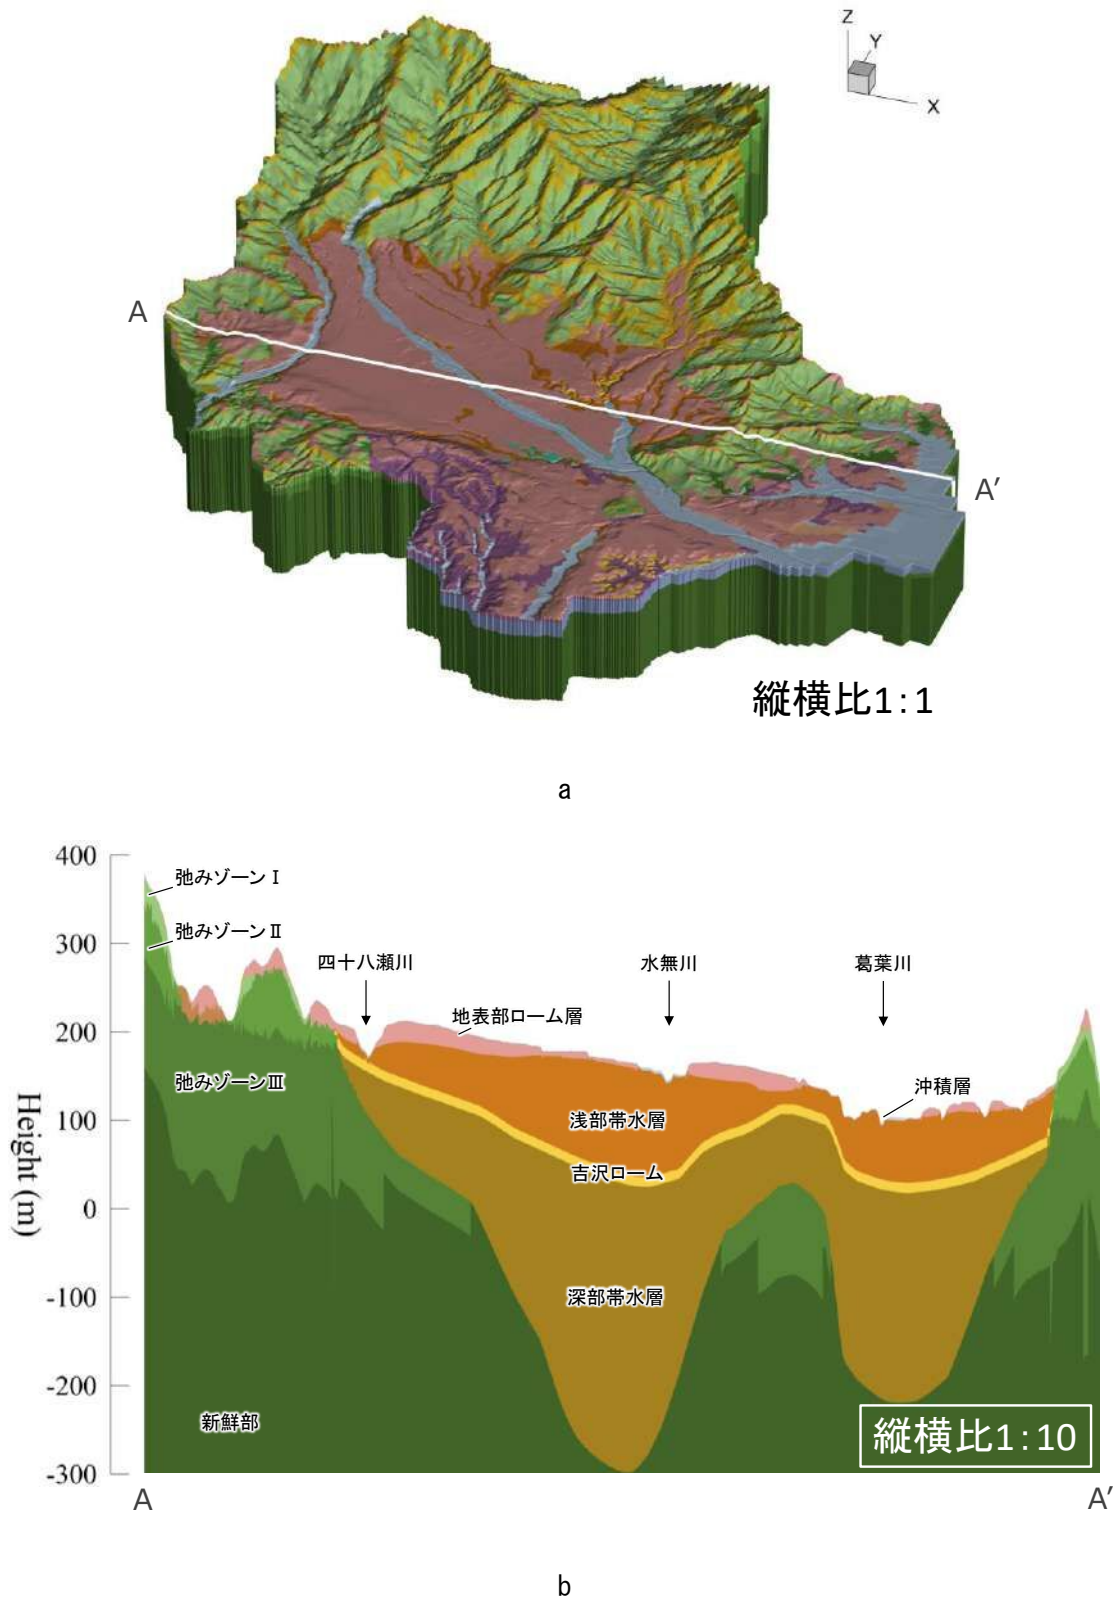 Z
Y
X
A
A′
縦横比1:1
a
400
弛みゾーンⅠ
弛みゾーンⅡ
300
四十八瀬川
水無川
葛葉川
地表部ローム層
200
弛みゾーンⅢ
沖積層
100
浅部帯水層
吉沢ローム
0
Height (m)
深部帯水層
-100
-200
新鮮部
縦横比1:10
-300
A
A′
b